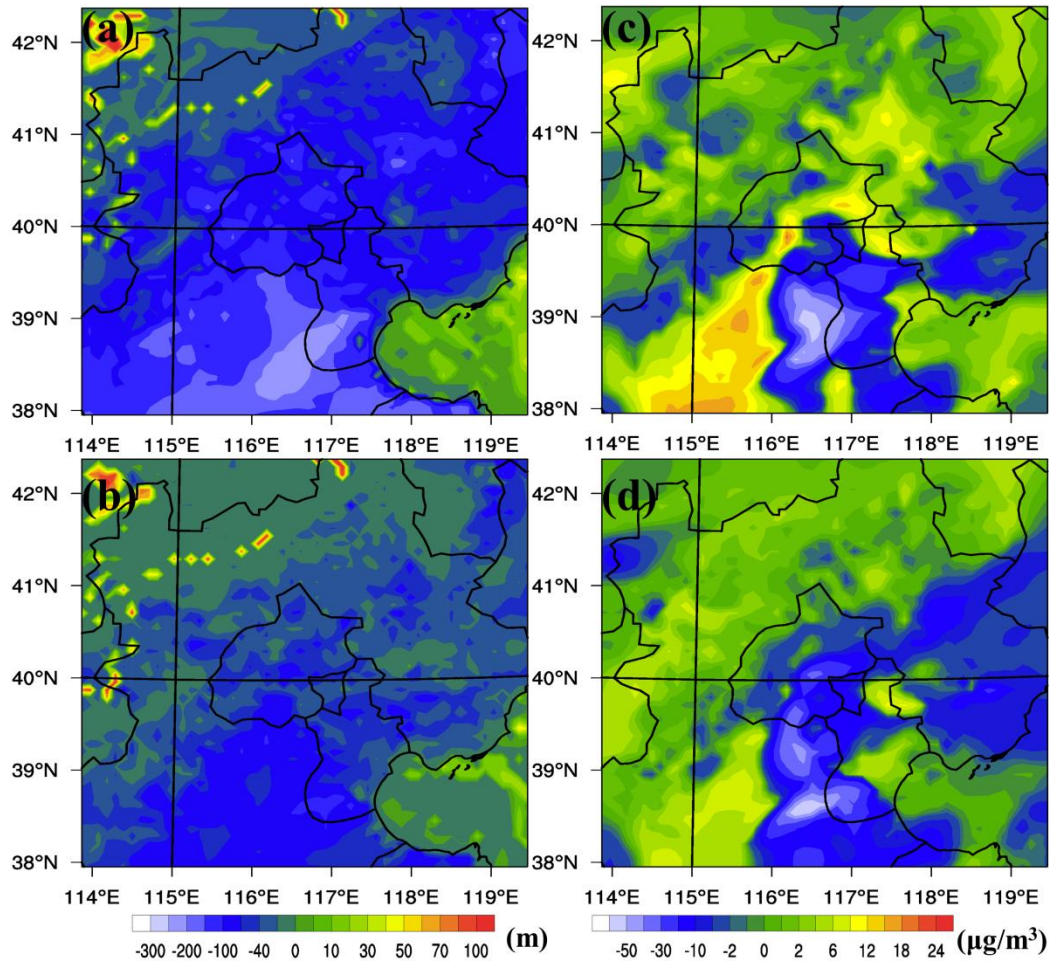 (a)
42°N
41°N
40°N
39°N
38°N
114°E 115°E 116°E 117°E 118°E 119°E
(c)
42°N
41°N
40°N
39°N
38°N
114°E 115°E 116°E 117°E 118°E 119°E
(b)
42°N
41°N
40°N
39°N
38°N
114°E 115°E 116°E 117°E 118°E 119°E
(d)
42°N
41°N
40°N
39°N
38°N
114°E 115°E 116°E 117°E 118°E 119°E
-300 -200 -100 -40 0 10 30 50 70 100 (m)
-50 -30 -10 -2 0 2 6 12 18 24 (µg/m³)